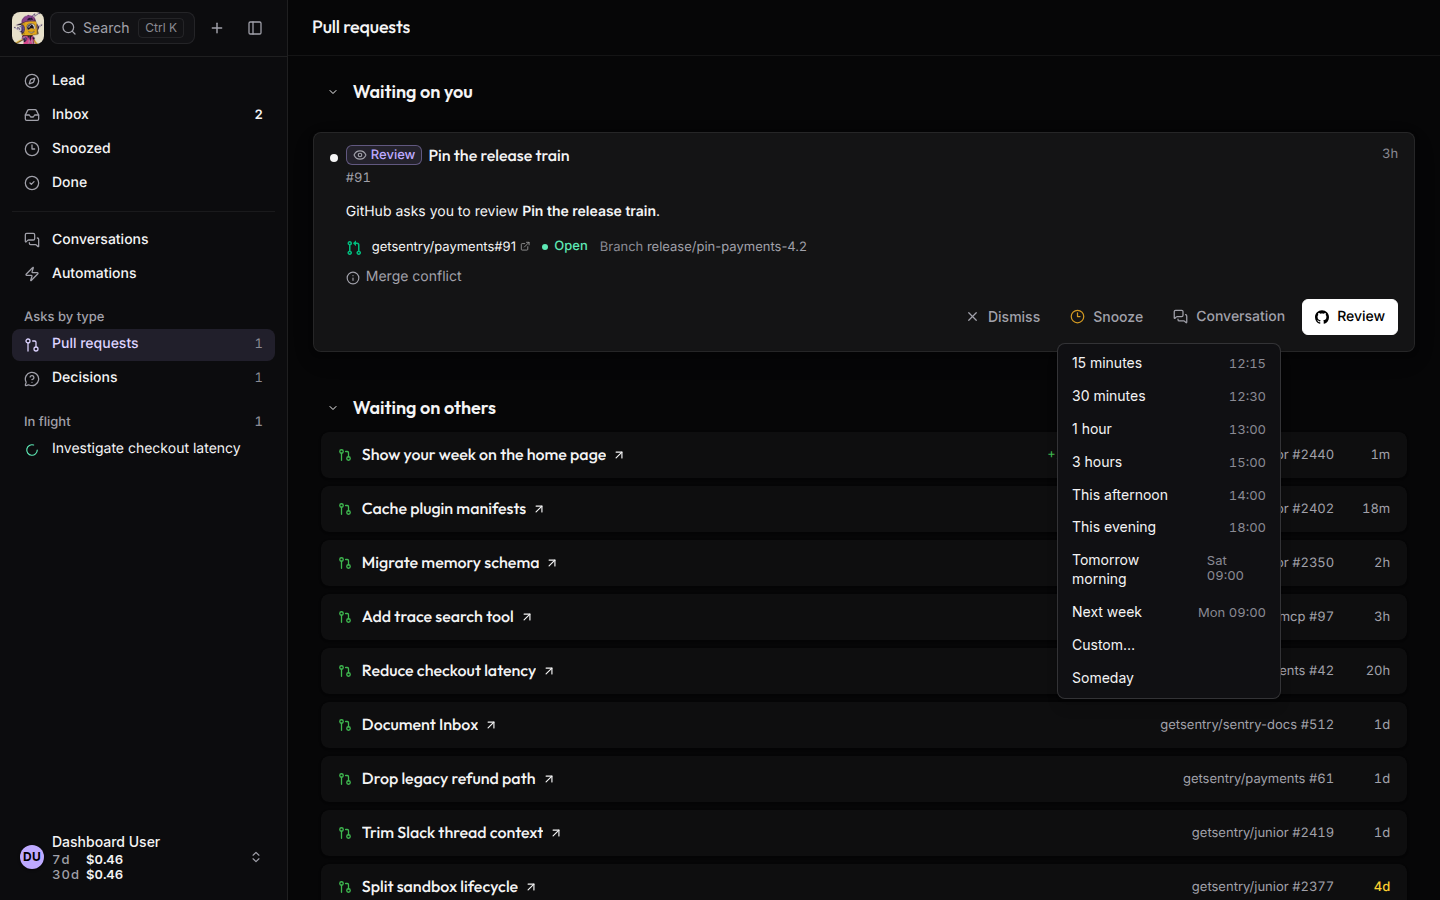 Search Ctrl K
Lead
Inbox 2
Snoozed
Done
Conversations
Automations
Asks by type
Pull requests 1
Decisions 1
In flight 1
Investigate checkout latency
Dashboard User
DU
7d $0.46
30d $0.46
Pull requests
Waiting on you
Review Pin the release train 3h
#91
GitHub asks you to review Pin the release train.
getsentry/payments#91 Open Branch release/pin-payments-4.2
Merge conflict
Dismiss Snooze Conversation Review
15 minutes 12:15
30 minutes 12:30
1 hour 13:00
3 hours 15:00
This afternoon 14:00
This evening 18:00
Tomorrow morning Sat 09:00
Next week Mon 09:00
Custom...
Someday
Waiting on others
Show your week on the home page + #2440 1m
Cache plugin manifests #2402 18m
Migrate memory schema #2350 2h
Add trace search tool mcp #97 3h
Reduce checkout latency #42 20h
Document Inbox getsentry/sentry-docs #512 1d
Drop legacy refund path getsentry/payments #61 1d
Trim Slack thread context getsentry/junior #2419 1d
Split sandbox lifecycle getsentry/junior #2377 4d